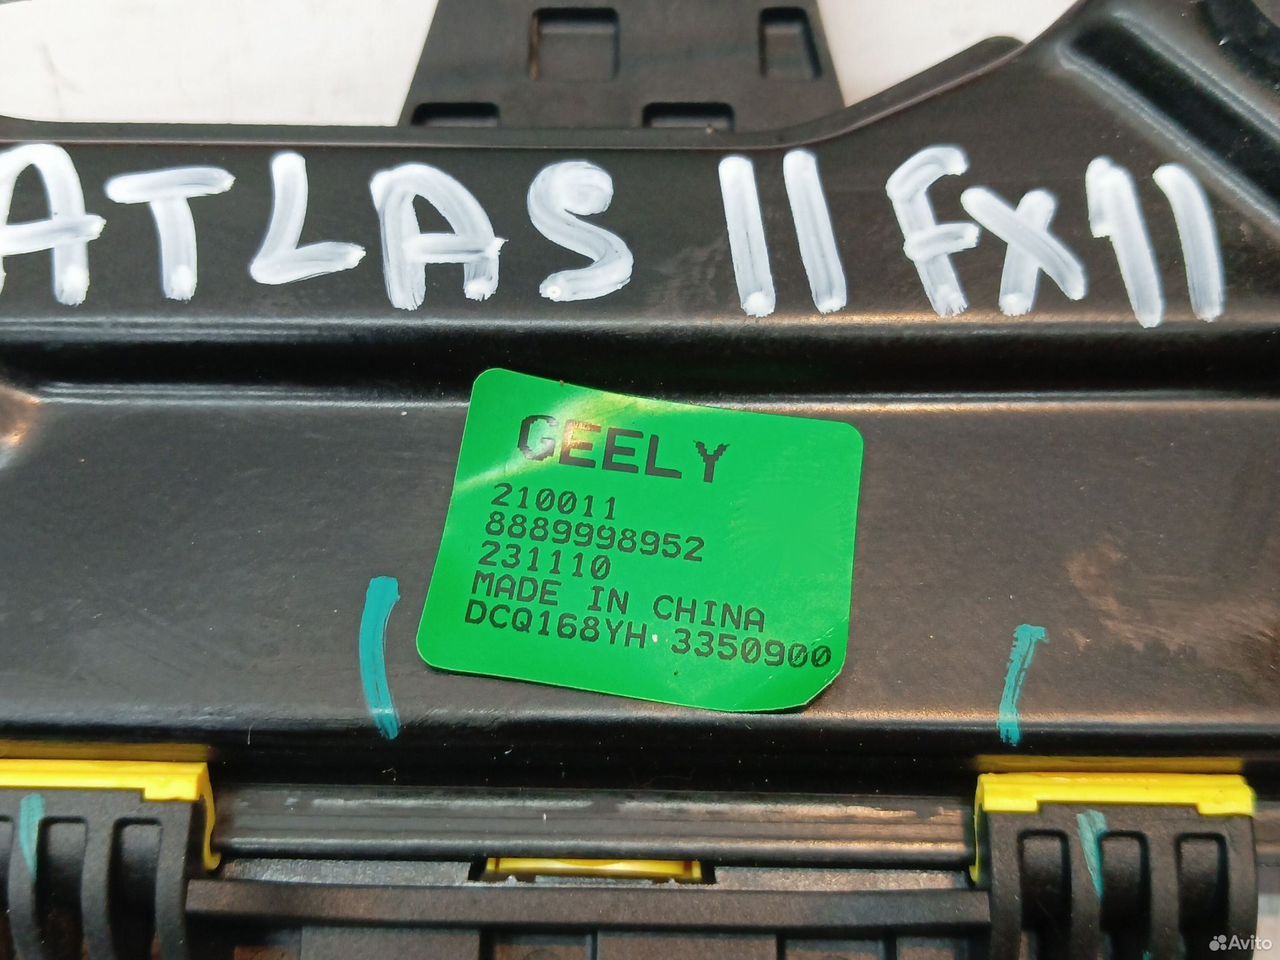 ATLAS II FX11
GEELY
210011
8889998952
231110
MADE IN CHINA
DCQ168YH 3350900
Avito